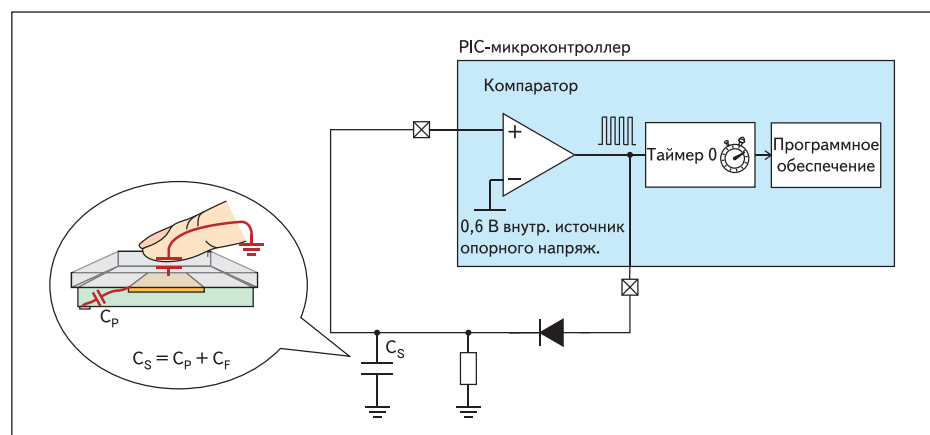 PIC-микроконтроллер
Компаратор
+
−
Таймер 0
Программное
обеспечение
0,6 В внутр. источник
опорного напряж.
C_P
C_S = C_P + C_F
C_S